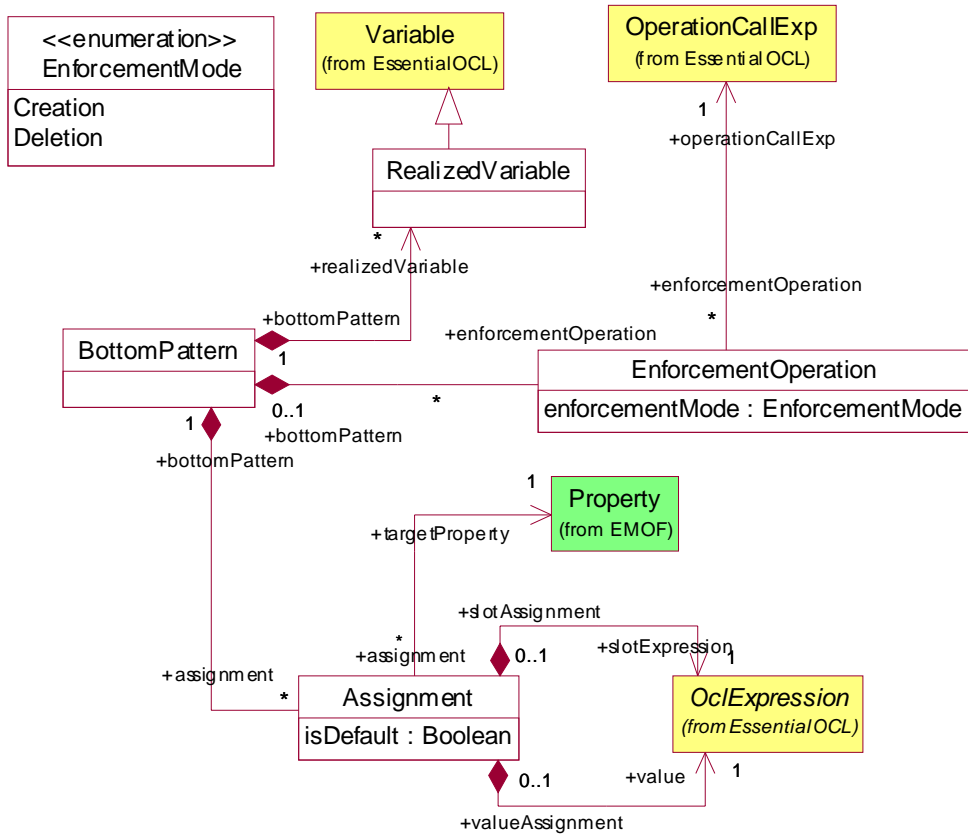 <<enumeration>>
EnforcementMode
Creation
Deletion
Variable
(from EssentialOCL)
OperationCallExp
(from EssentialOCL)
1
+operationCallExp
RealizedVariable
*
+realizedVariable
+enforcementOperation
*
+bottomPattern
1
+enforcementOperation
BottomPattern
EnforcementOperation
enforcementMode : EnforcementMode
*
0..1
+bottomPattern
1
+bottomPattern
1
Property
(from EMOF)
+targetProperty
+slotAssignment
*
+assignment
0..1
+slotExpression
1
+assignment
*
Assignment
isDefault : Boolean
OclExpression
(from EssentialOCL)
0..1
+value
1
+valueAssignment